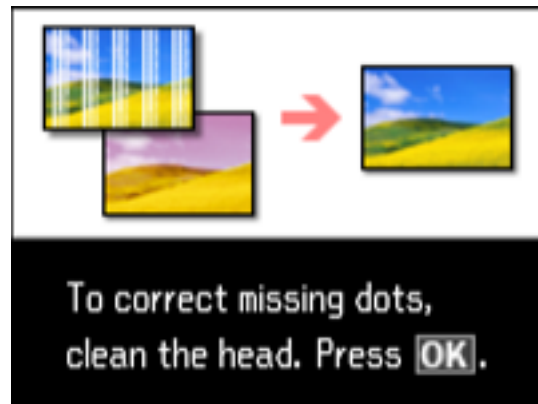 To correct missing dots,
clean the head. Press OK.